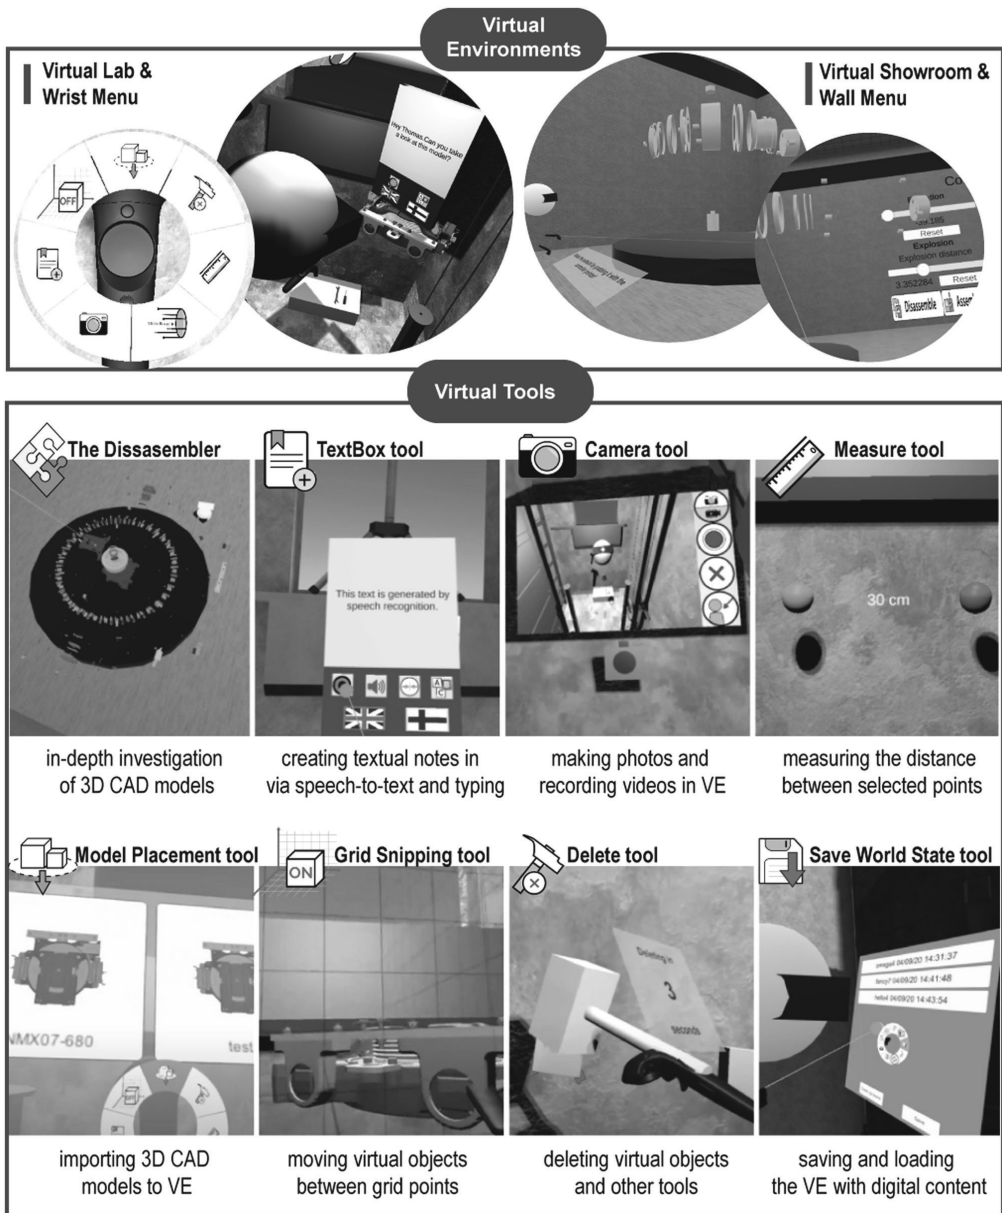 Virtual
Environments
Virtual Lab &
Wrist Menu
OFF
Hey Thomas.Can you take
a look at this model?
Virtual Showroom &
Wall Menu
Co
Reset
Explosion
Explosion distance
3.352284
Reset
Disassemble
Assem
Virtual Tools
The Dissasembler
TextBox tool
Camera tool
Measure tool
This text is generated by
speech recognition.
30 cm
in-depth investigation
of 3D CAD models
creating textual notes in
via speech-to-text and typing
making photos and
recording videos in VE
measuring the distance
between selected points
Model Placement tool
Grid Snipping tool
ON
Delete tool
Save World State tool
NMX07-680
test
Deleting in
3
seconds
omega4 04/09/20 14:31:37
fancy7 04/09/20 14:41:48
hello4 04/09/20 14:43:54
Save
importing 3D CAD
models to VE
moving virtual objects
between grid points
deleting virtual objects
and other tools
saving and loading
the VE with digital content